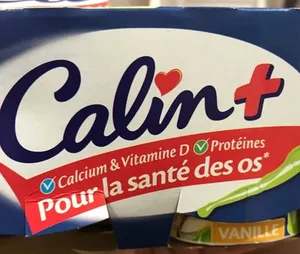 Calin+
Calcium & Vitamine D Protéines
Pour la santé des os*
VANILLE